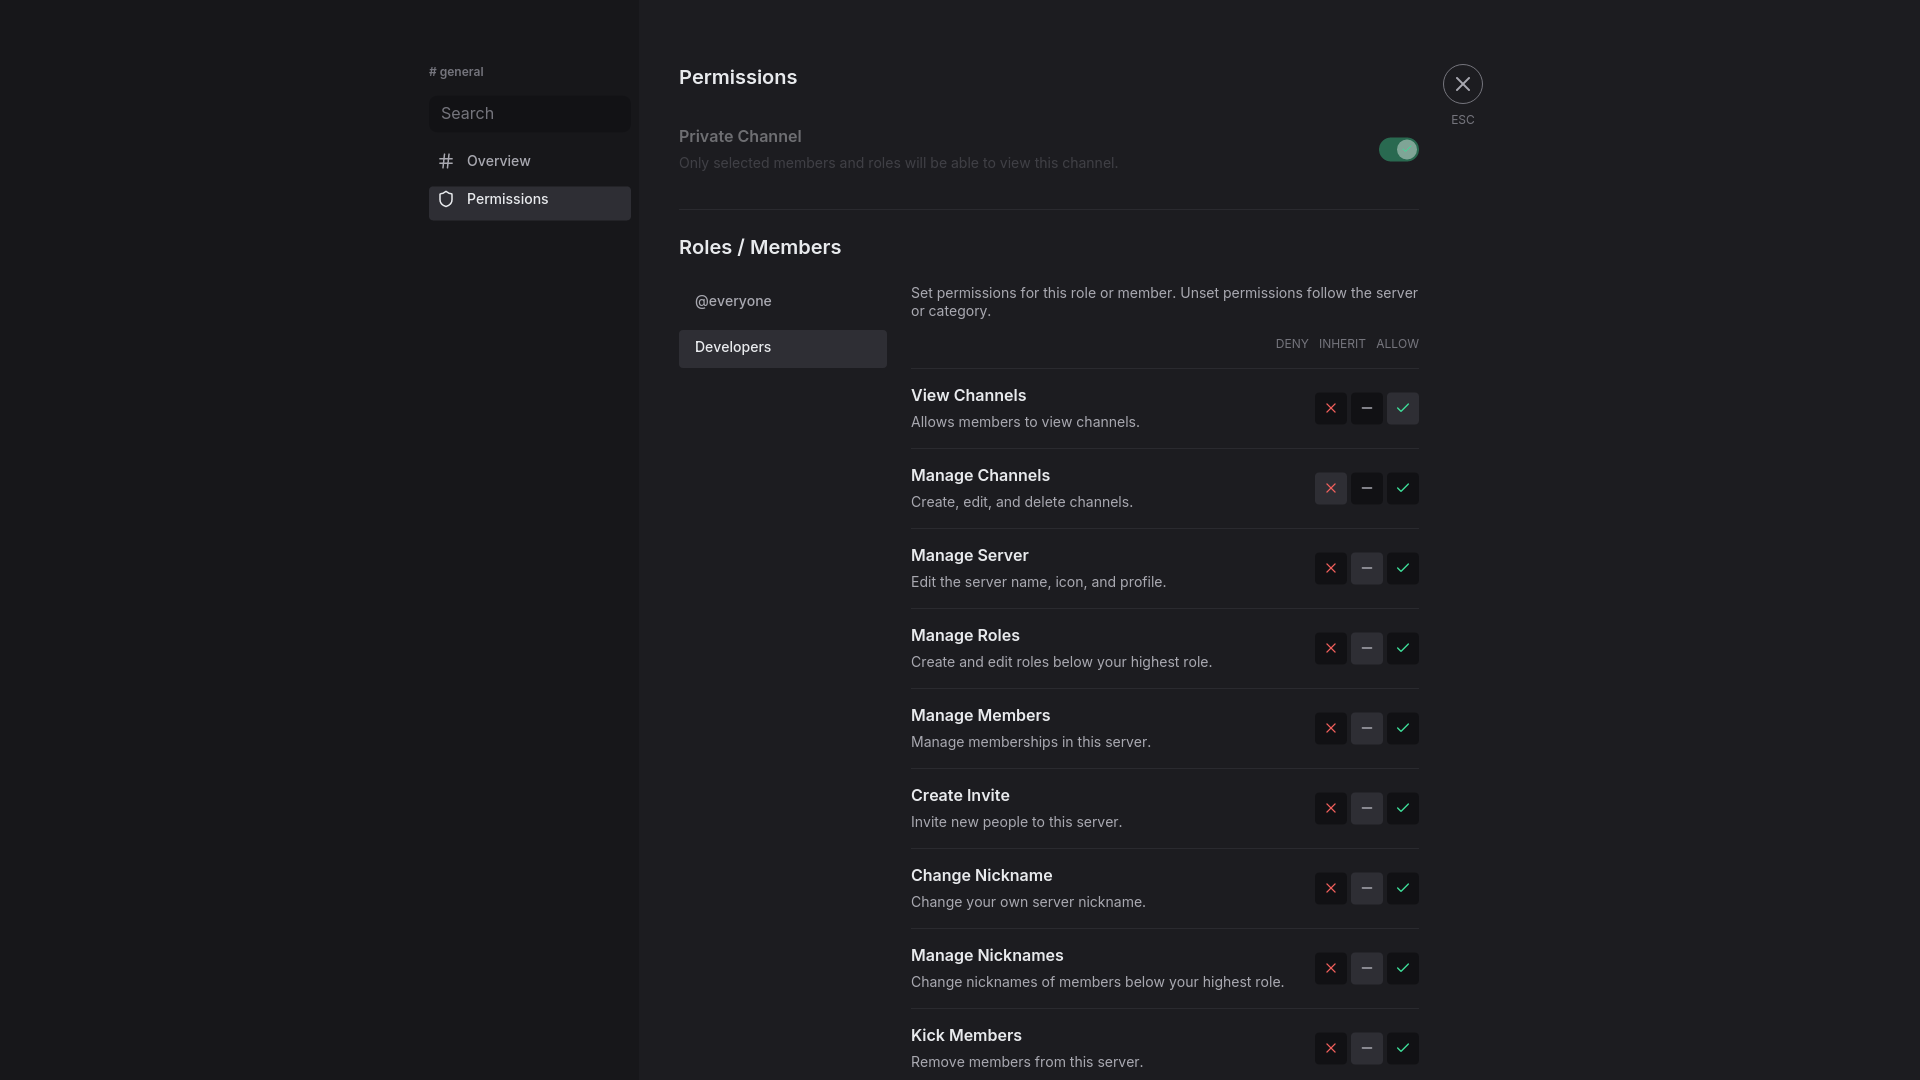 # general
Search
Overview
Permissions
Permissions
ESC
Private Channel
Only selected members and roles will be able to view this channel.
Roles / Members
@everyone
Developers
Set permissions for this role or member. Unset permissions follow the server
or category.
DENY INHERIT ALLOW
View Channels
Allows members to view channels.
Manage Channels
Create, edit, and delete channels.
Manage Server
Edit the server name, icon, and profile.
Manage Roles
Create and edit roles below your highest role.
Manage Members
Manage memberships in this server.
Create Invite
Invite new people to this server.
Change Nickname
Change your own server nickname.
Manage Nicknames
Change nicknames of members below your highest role.
Kick Members
Remove members from this server.